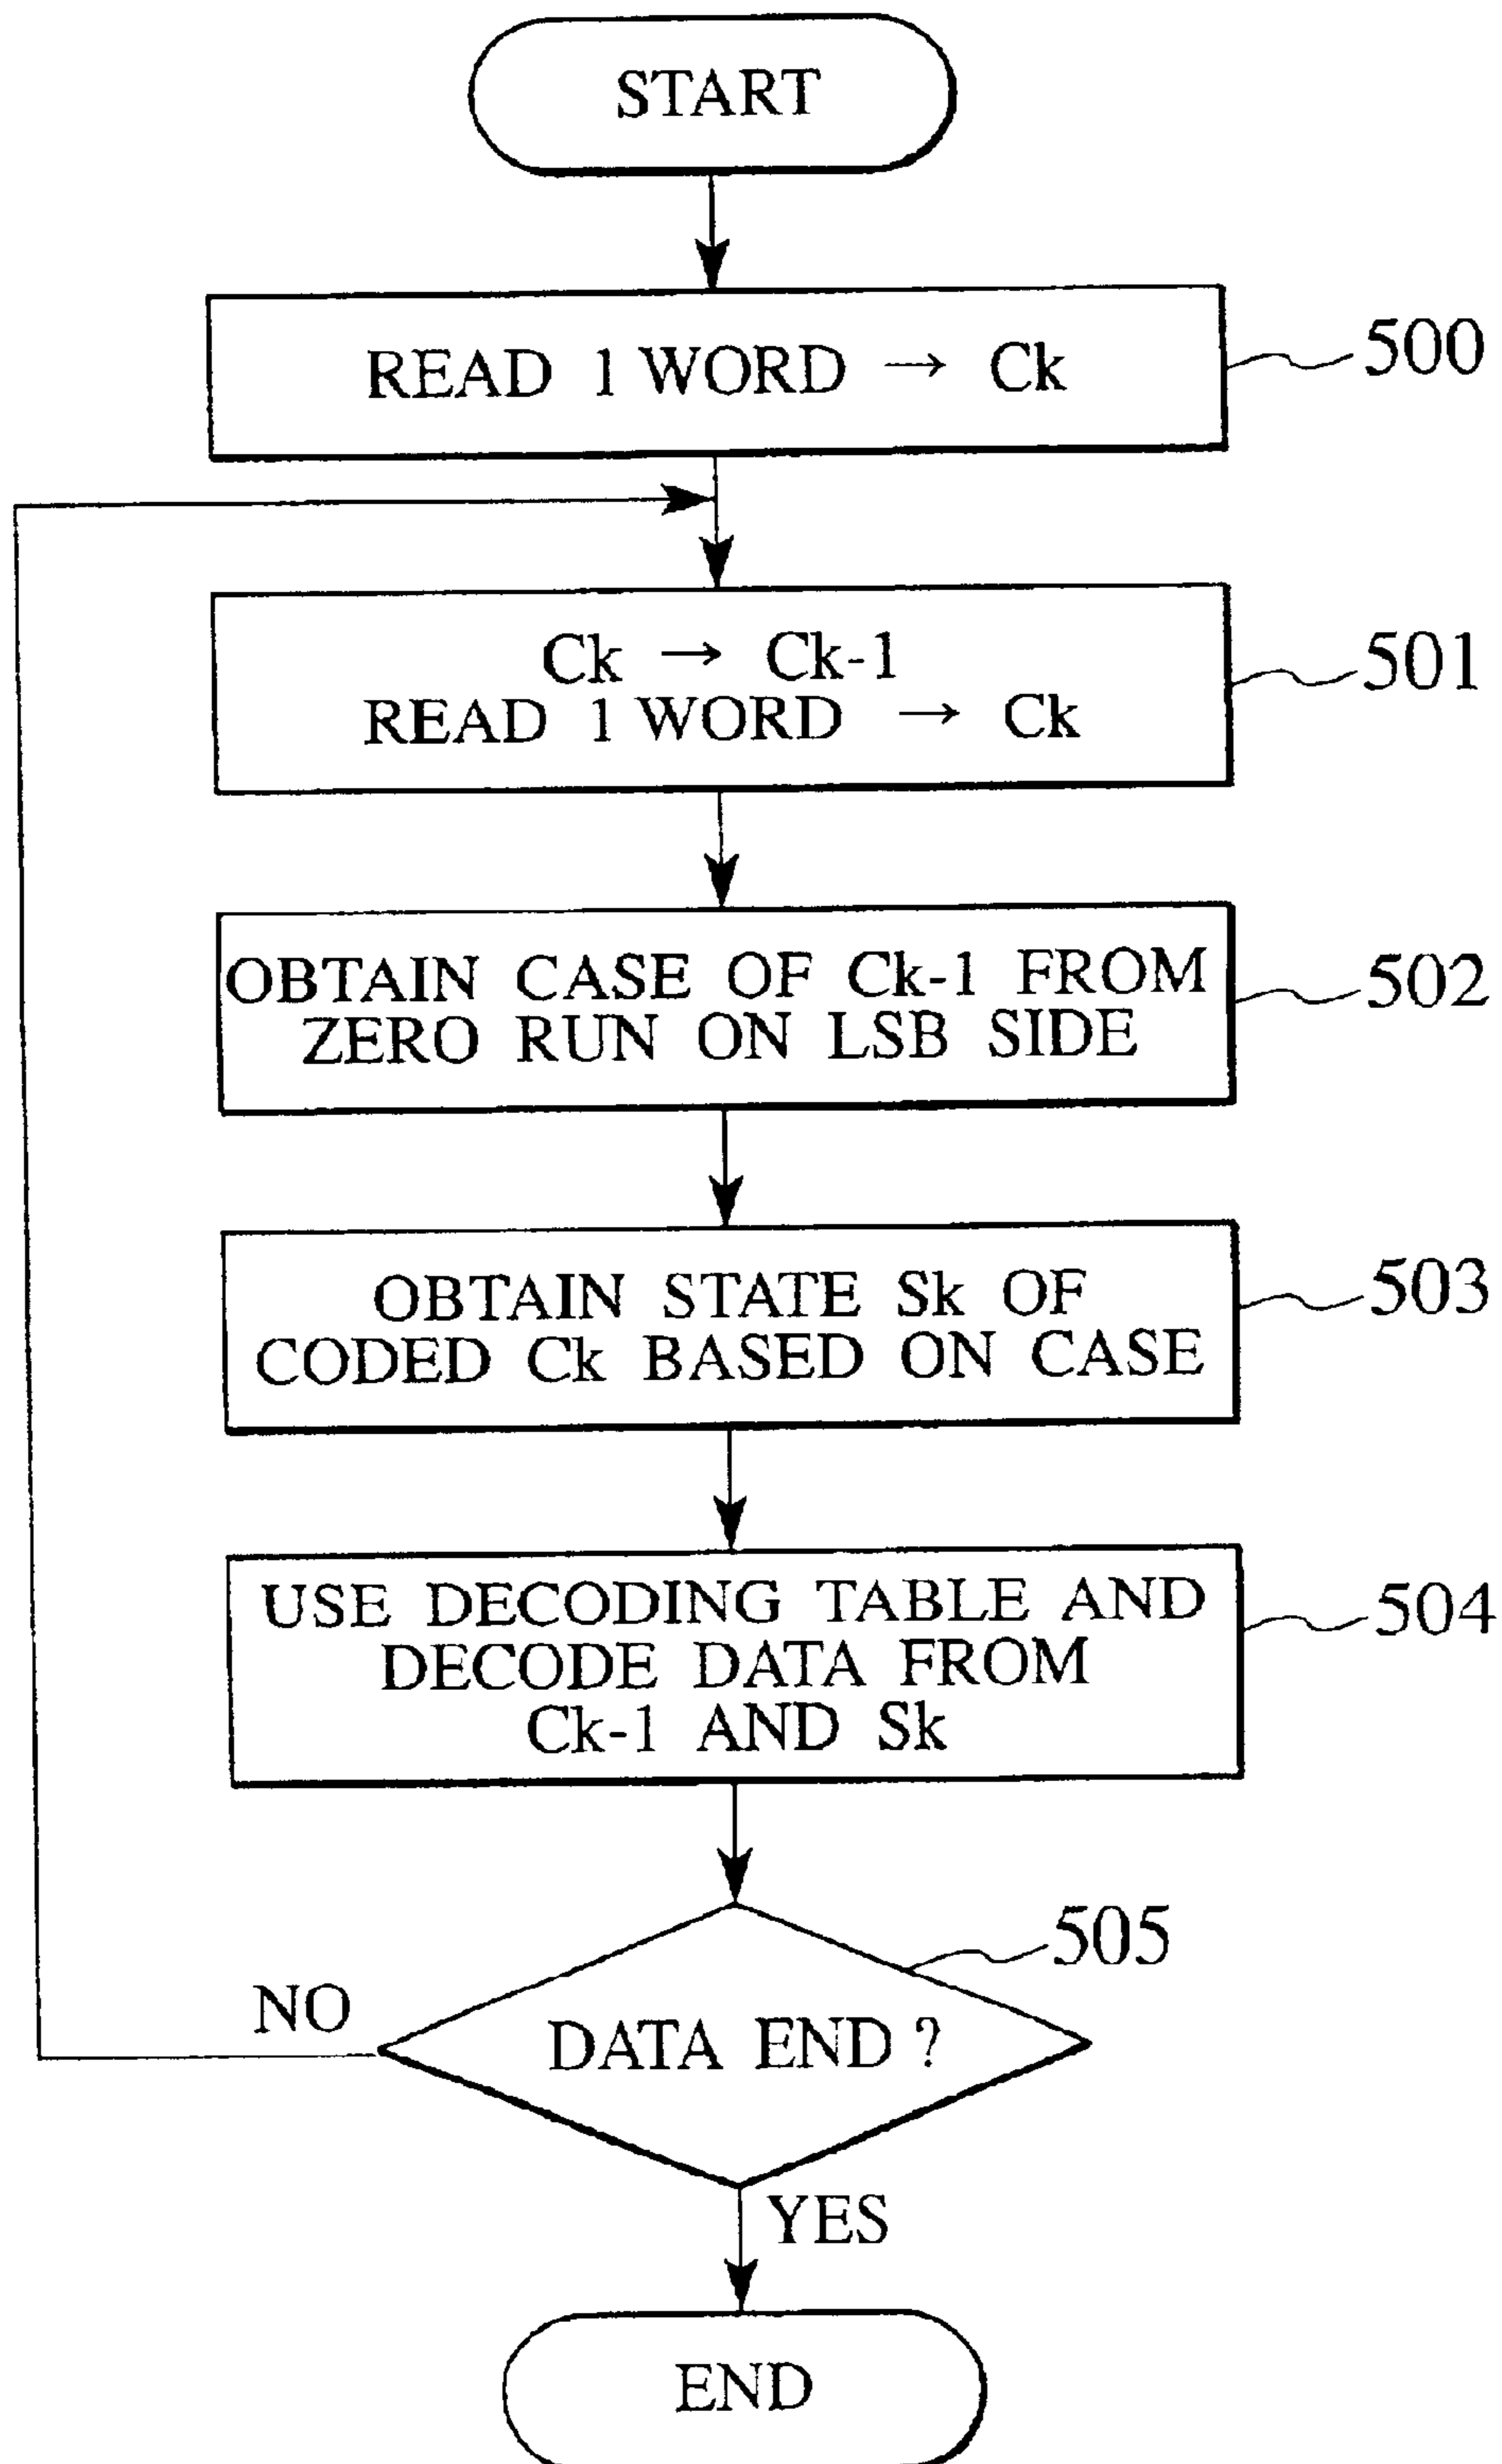 START
READ 1 WORD → Ck
500
Ck → Ck-1
READ 1 WORD → Ck
501
OBTAIN CASE OF Ck-1 FROM
ZERO RUN ON LSB SIDE
502
OBTAIN STATE Sk OF
CODED Ck BASED ON CASE
503
USE DECODING TABLE AND
DECODE DATA FROM
Ck-1 AND Sk
504
505
NO
DATA END ?
YES
END